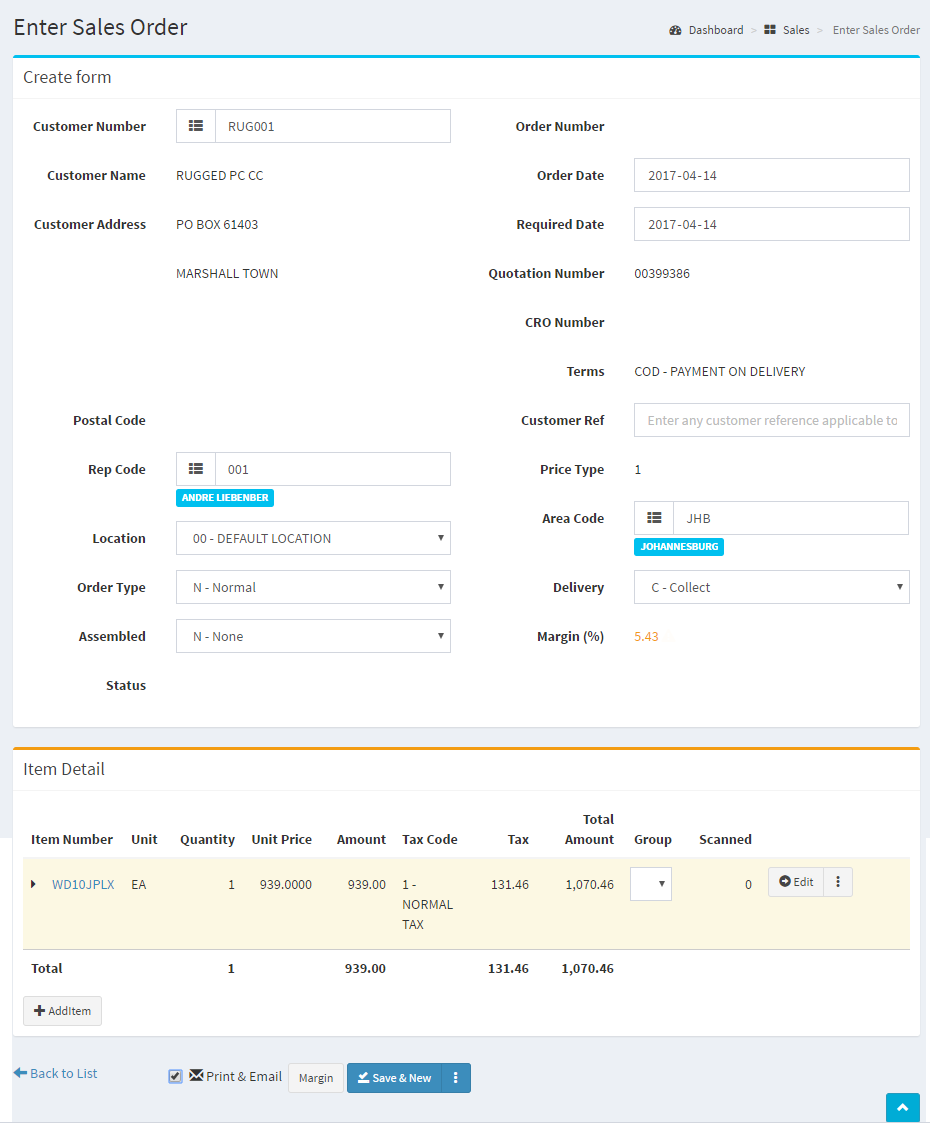 Enter Sales Order
Dashboard > Sales > Enter Sales Order
Create form
Customer Number RUG001
Order Number
Customer Name RUGGED PC CC
Order Date 2017-04-14
Customer Address PO BOX 61403
Required Date 2017-04-14
MARSHALL TOWN
Quotation Number 00399386
CRO Number
Terms COD - PAYMENT ON DELIVERY
Postal Code
Customer Ref Enter any customer reference applicable to
Rep Code 001
ANDRE LIEBENBER
Price Type 1
Area Code JHB
JOHANNESBURG
Location 00 - DEFAULT LOCATION
Order Type N - Normal
Delivery C - Collect
Assembled N - None
Margin (%) 5.43
Status
Item Detail
Item Number Unit Quantity Unit Price Amount Tax Code Tax Total Amount Group Scanned
WD10JPLX EA 1 939.0000 939.00 1 - NORMAL TAX 131.46 1,070.46 0 Edit
Total 1 939.00 131.46 1,070.46
AddItem
Back to List
Print & Email Margin Save & New